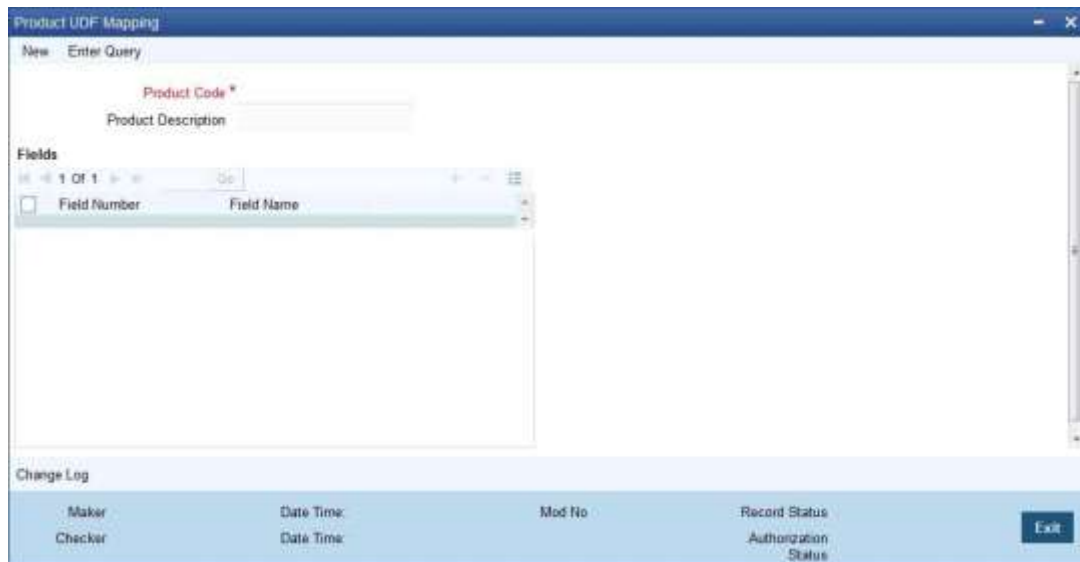 Product UDF Mapping
New Enter Query
Product Code *
Product Description
Fields
1 Of 1 Go
Field Number Field Name
Change Log
Maker Date Time: Mod No Record Status
Checker Date Time: Authorization
Status
Exit